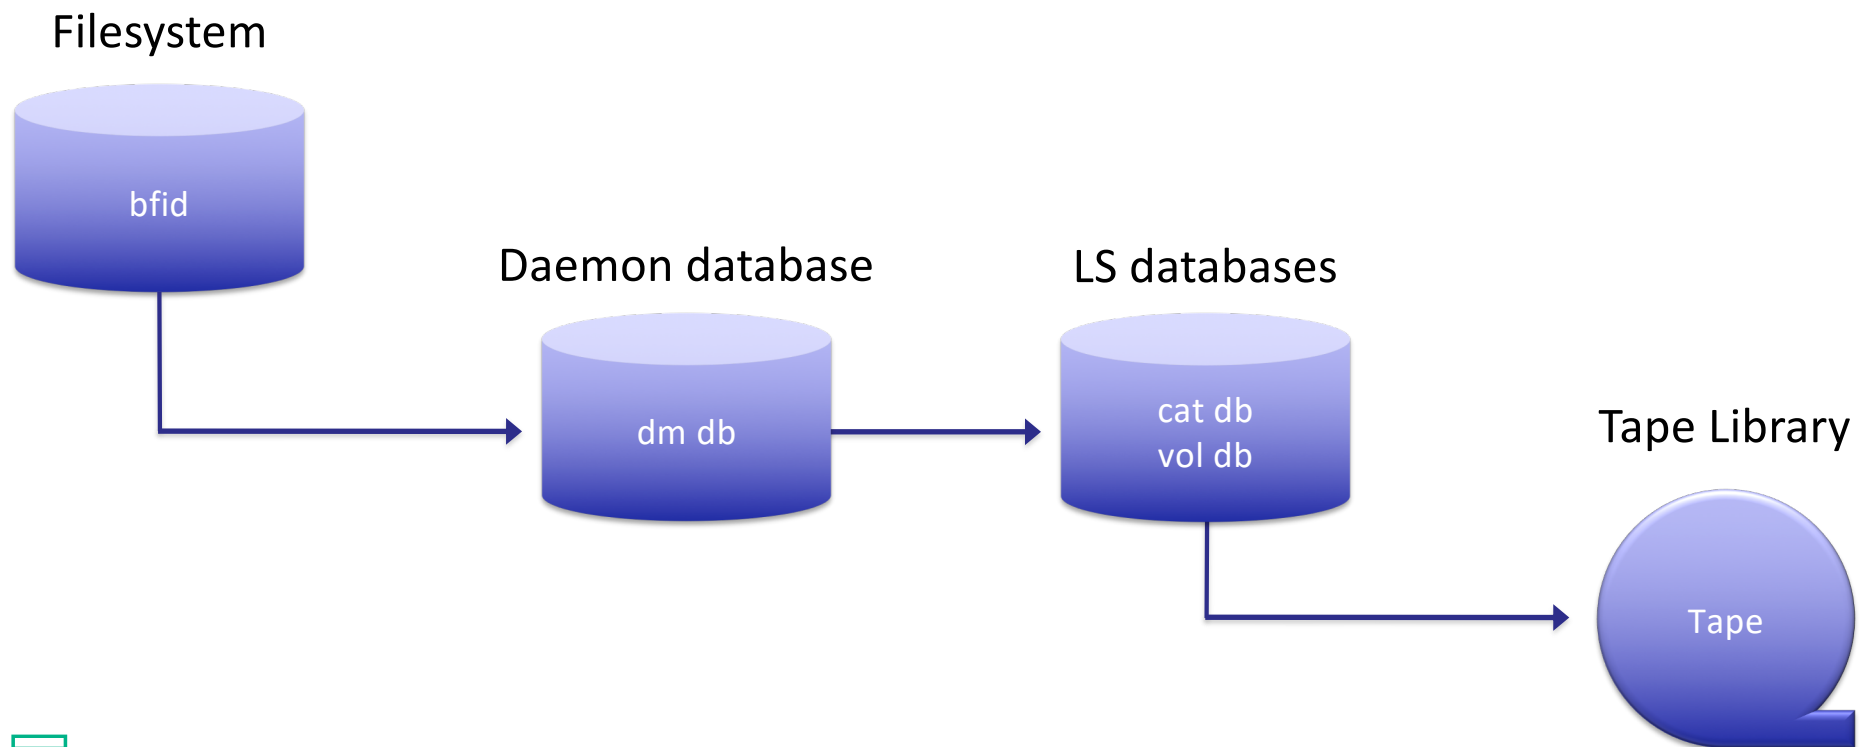 Filesystem
bfid
Daemon database
dm db
LS databases
cat db
vol db
Tape Library
Tape